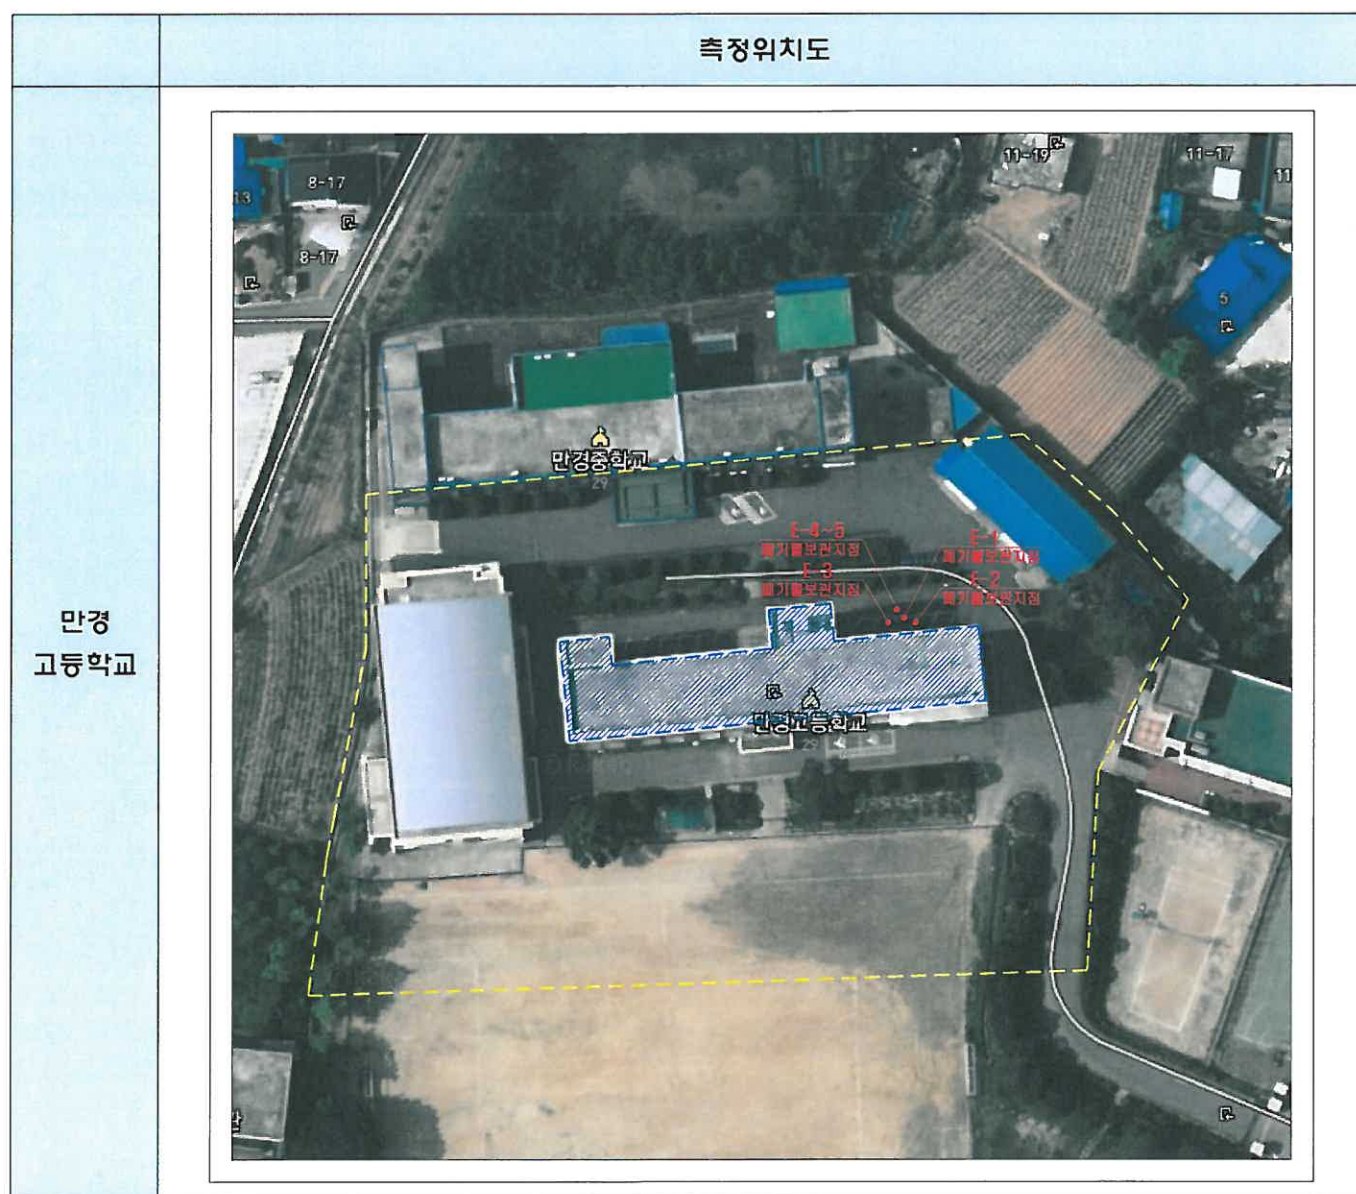 측정위치도
만경
고등학교
13
8-17
8-17
11-19
11-17
11
5
만경중학교
29
E-4~5
폐기물보관지점
E-1
폐기물보관지점
E-3
폐기물보관지점
E-2
폐기물보관지점
만경고등학교
29